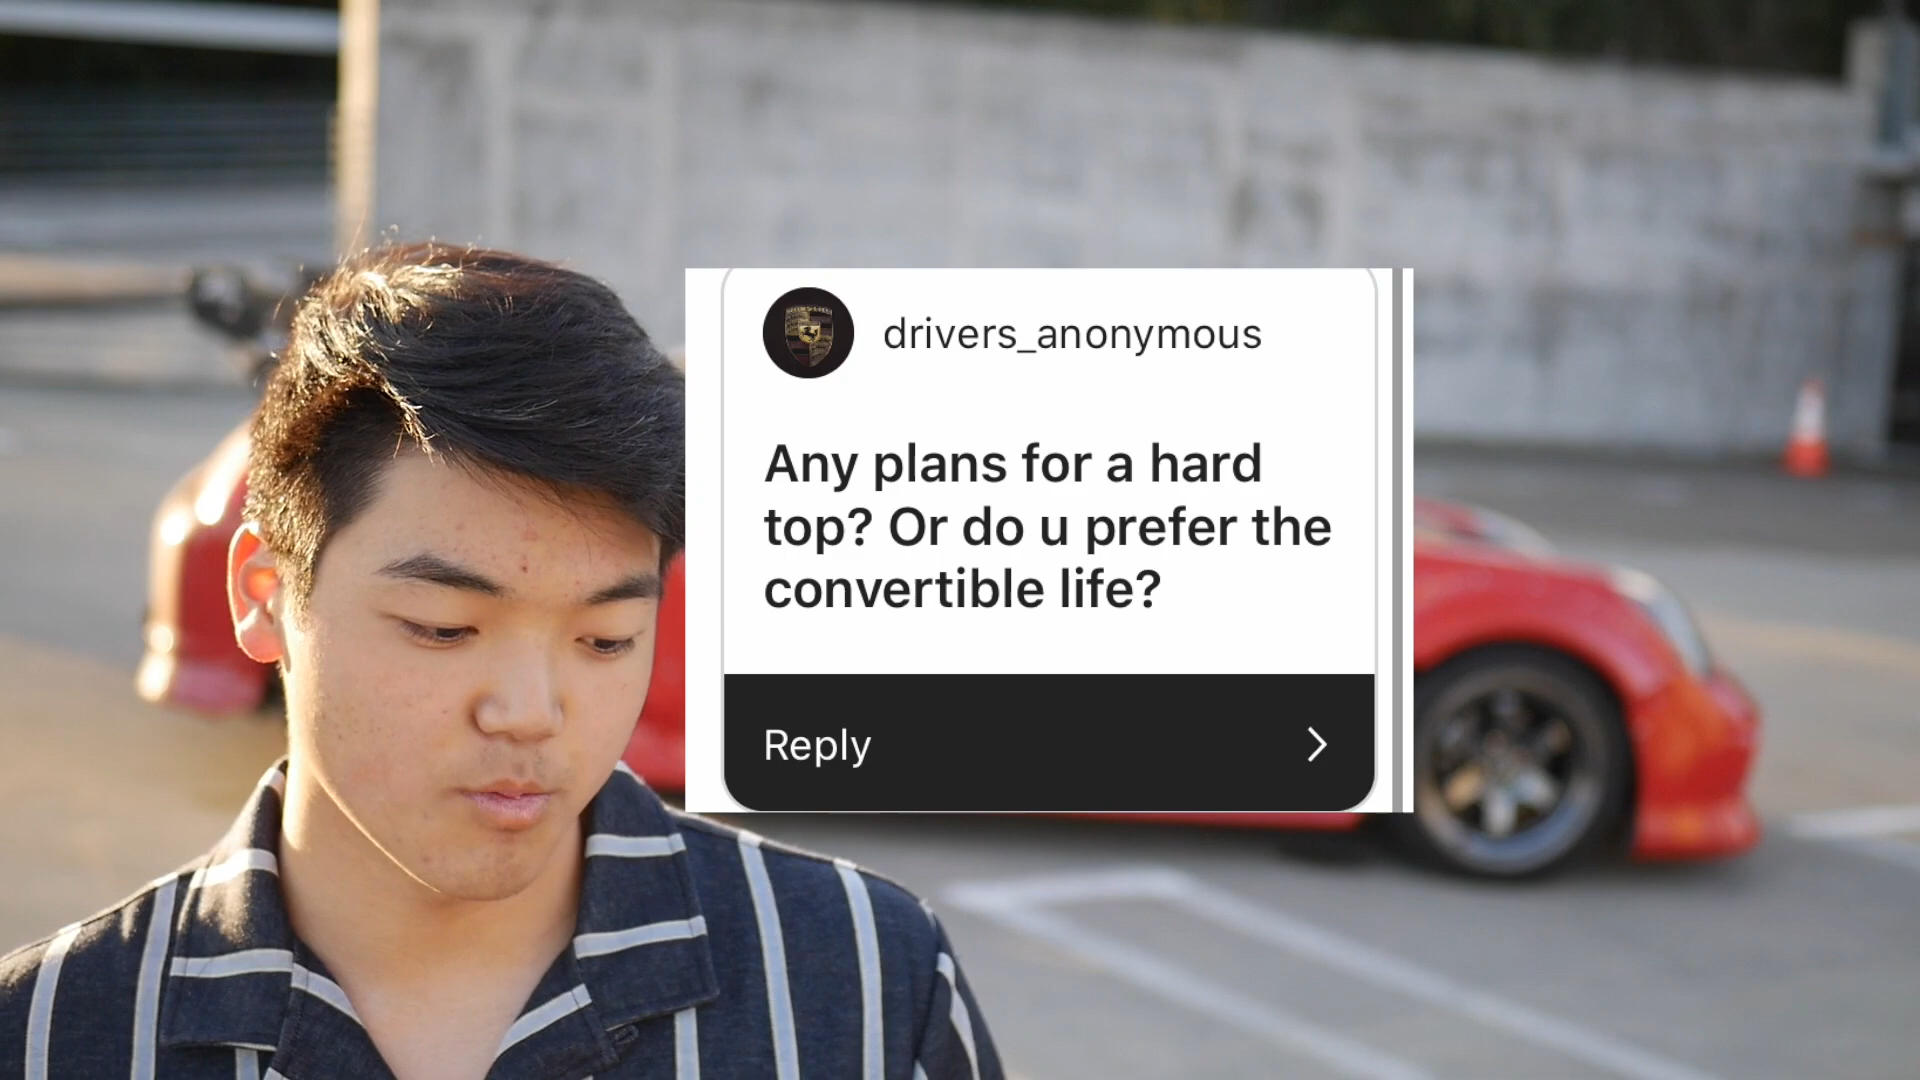 drivers_anonymous
Any plans for a hard
top? Or do u prefer the
convertible life?
Reply